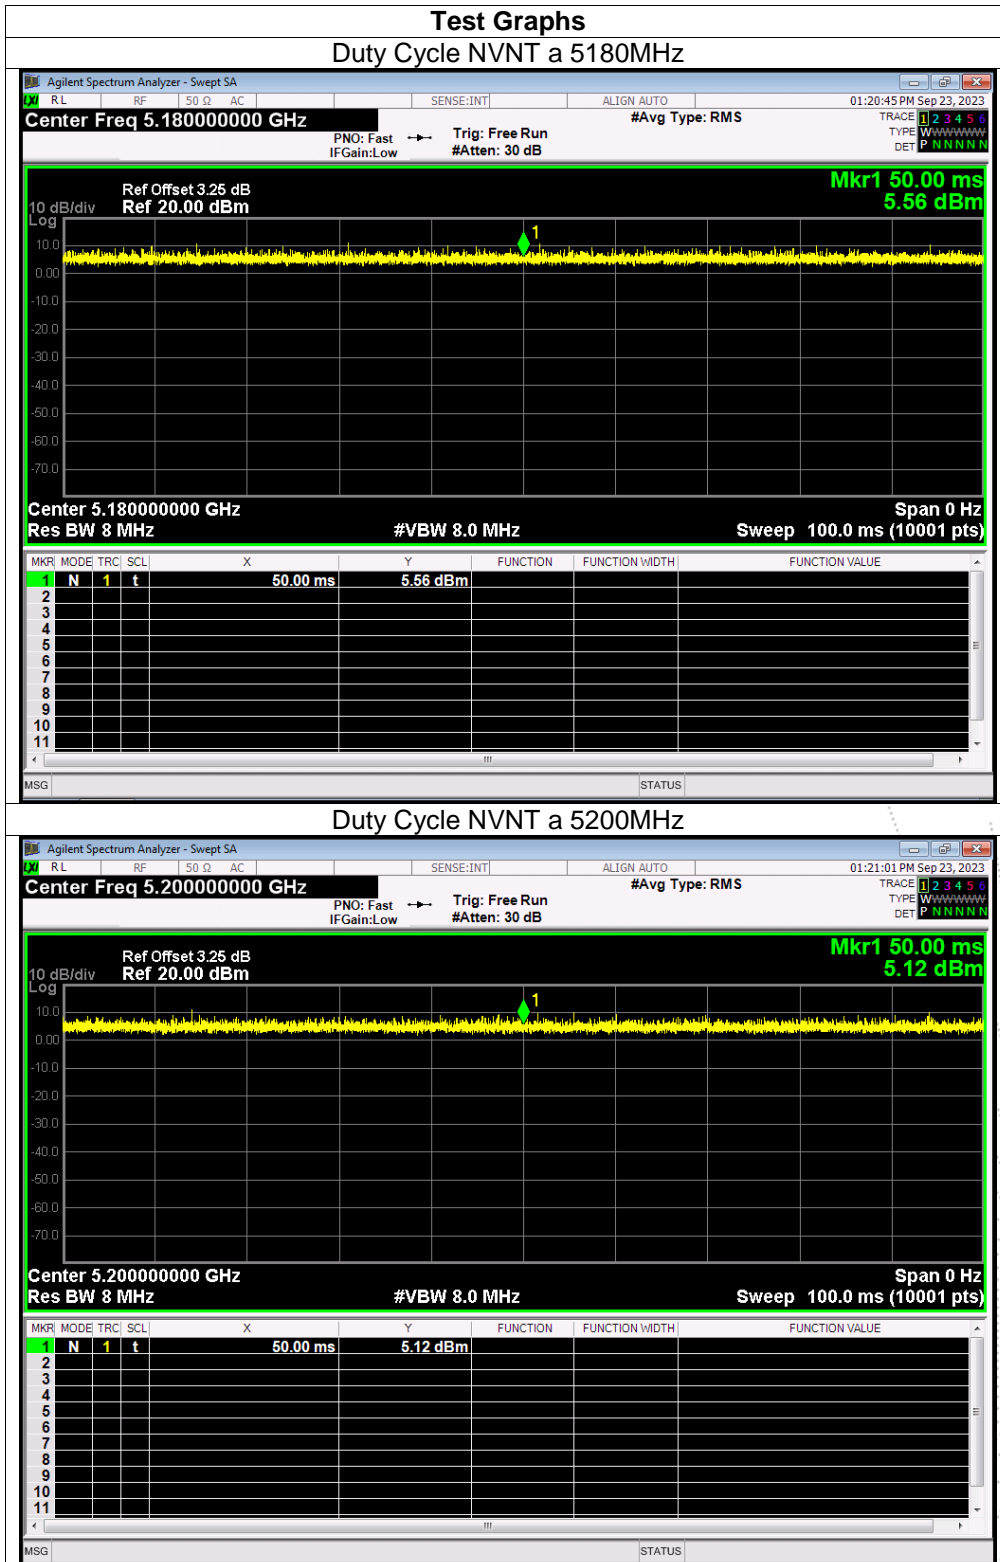 Test Graphs
Duty Cycle NVNT a 5180MHz
Agilent Spectrum Analyzer - Swept SA
LXI RL RF 50 Ω AC SENSE:INT ALIGN AUTO 01:20:45 PM Sep 23, 2023
Center Freq 5.180000000 GHz #Avg Type: RMS TRACE 1 2 3 4 5 6
PNO: Fast Trig: Free Run TYPE WWWWWW
IFGain:Low #Atten: 30 dB DET P N N N N N
Mkr1 50.00 ms
Ref Offset 3.25 dB
10 dB/div Ref 20.00 dBm 5.56 dBm
Log
1
10.0
0.00
-10.0
-20.0
-30.0
-40.0
-50.0
-60.0
-70.0
Center 5.180000000 GHz Span 0 Hz
Res BW 8 MHz #VBW 8.0 MHz Sweep 100.0 ms (10001 pts)
MKR MODE TRC SCL X Y FUNCTION FUNCTION WIDTH FUNCTION VALUE
1 N 1 t 50.00 ms 5.56 dBm
2
3
4
5
6
7
8
9
10
11
MSG STATUS
Duty Cycle NVNT a 5200MHz
Agilent Spectrum Analyzer - Swept SA
LXI RL RF 50 Ω AC SENSE:INT ALIGN AUTO 01:21:01 PM Sep 23, 2023
Center Freq 5.200000000 GHz #Avg Type: RMS TRACE 1 2 3 4 5 6
PNO: Fast Trig: Free Run TYPE WWWWWW
IFGain:Low #Atten: 30 dB DET P N N N N N
Mkr1 50.00 ms
Ref Offset 3.25 dB
10 dB/div Ref 20.00 dBm 5.12 dBm
Log
1
10.0
0.00
-10.0
-20.0
-30.0
-40.0
-50.0
-60.0
-70.0
Center 5.200000000 GHz Span 0 Hz
Res BW 8 MHz #VBW 8.0 MHz Sweep 100.0 ms (10001 pts)
MKR MODE TRC SCL X Y FUNCTION FUNCTION WIDTH FUNCTION VALUE
1 N 1 t 50.00 ms 5.12 dBm
2
3
4
5
6
7
8
9
10
11
MSG STATUS